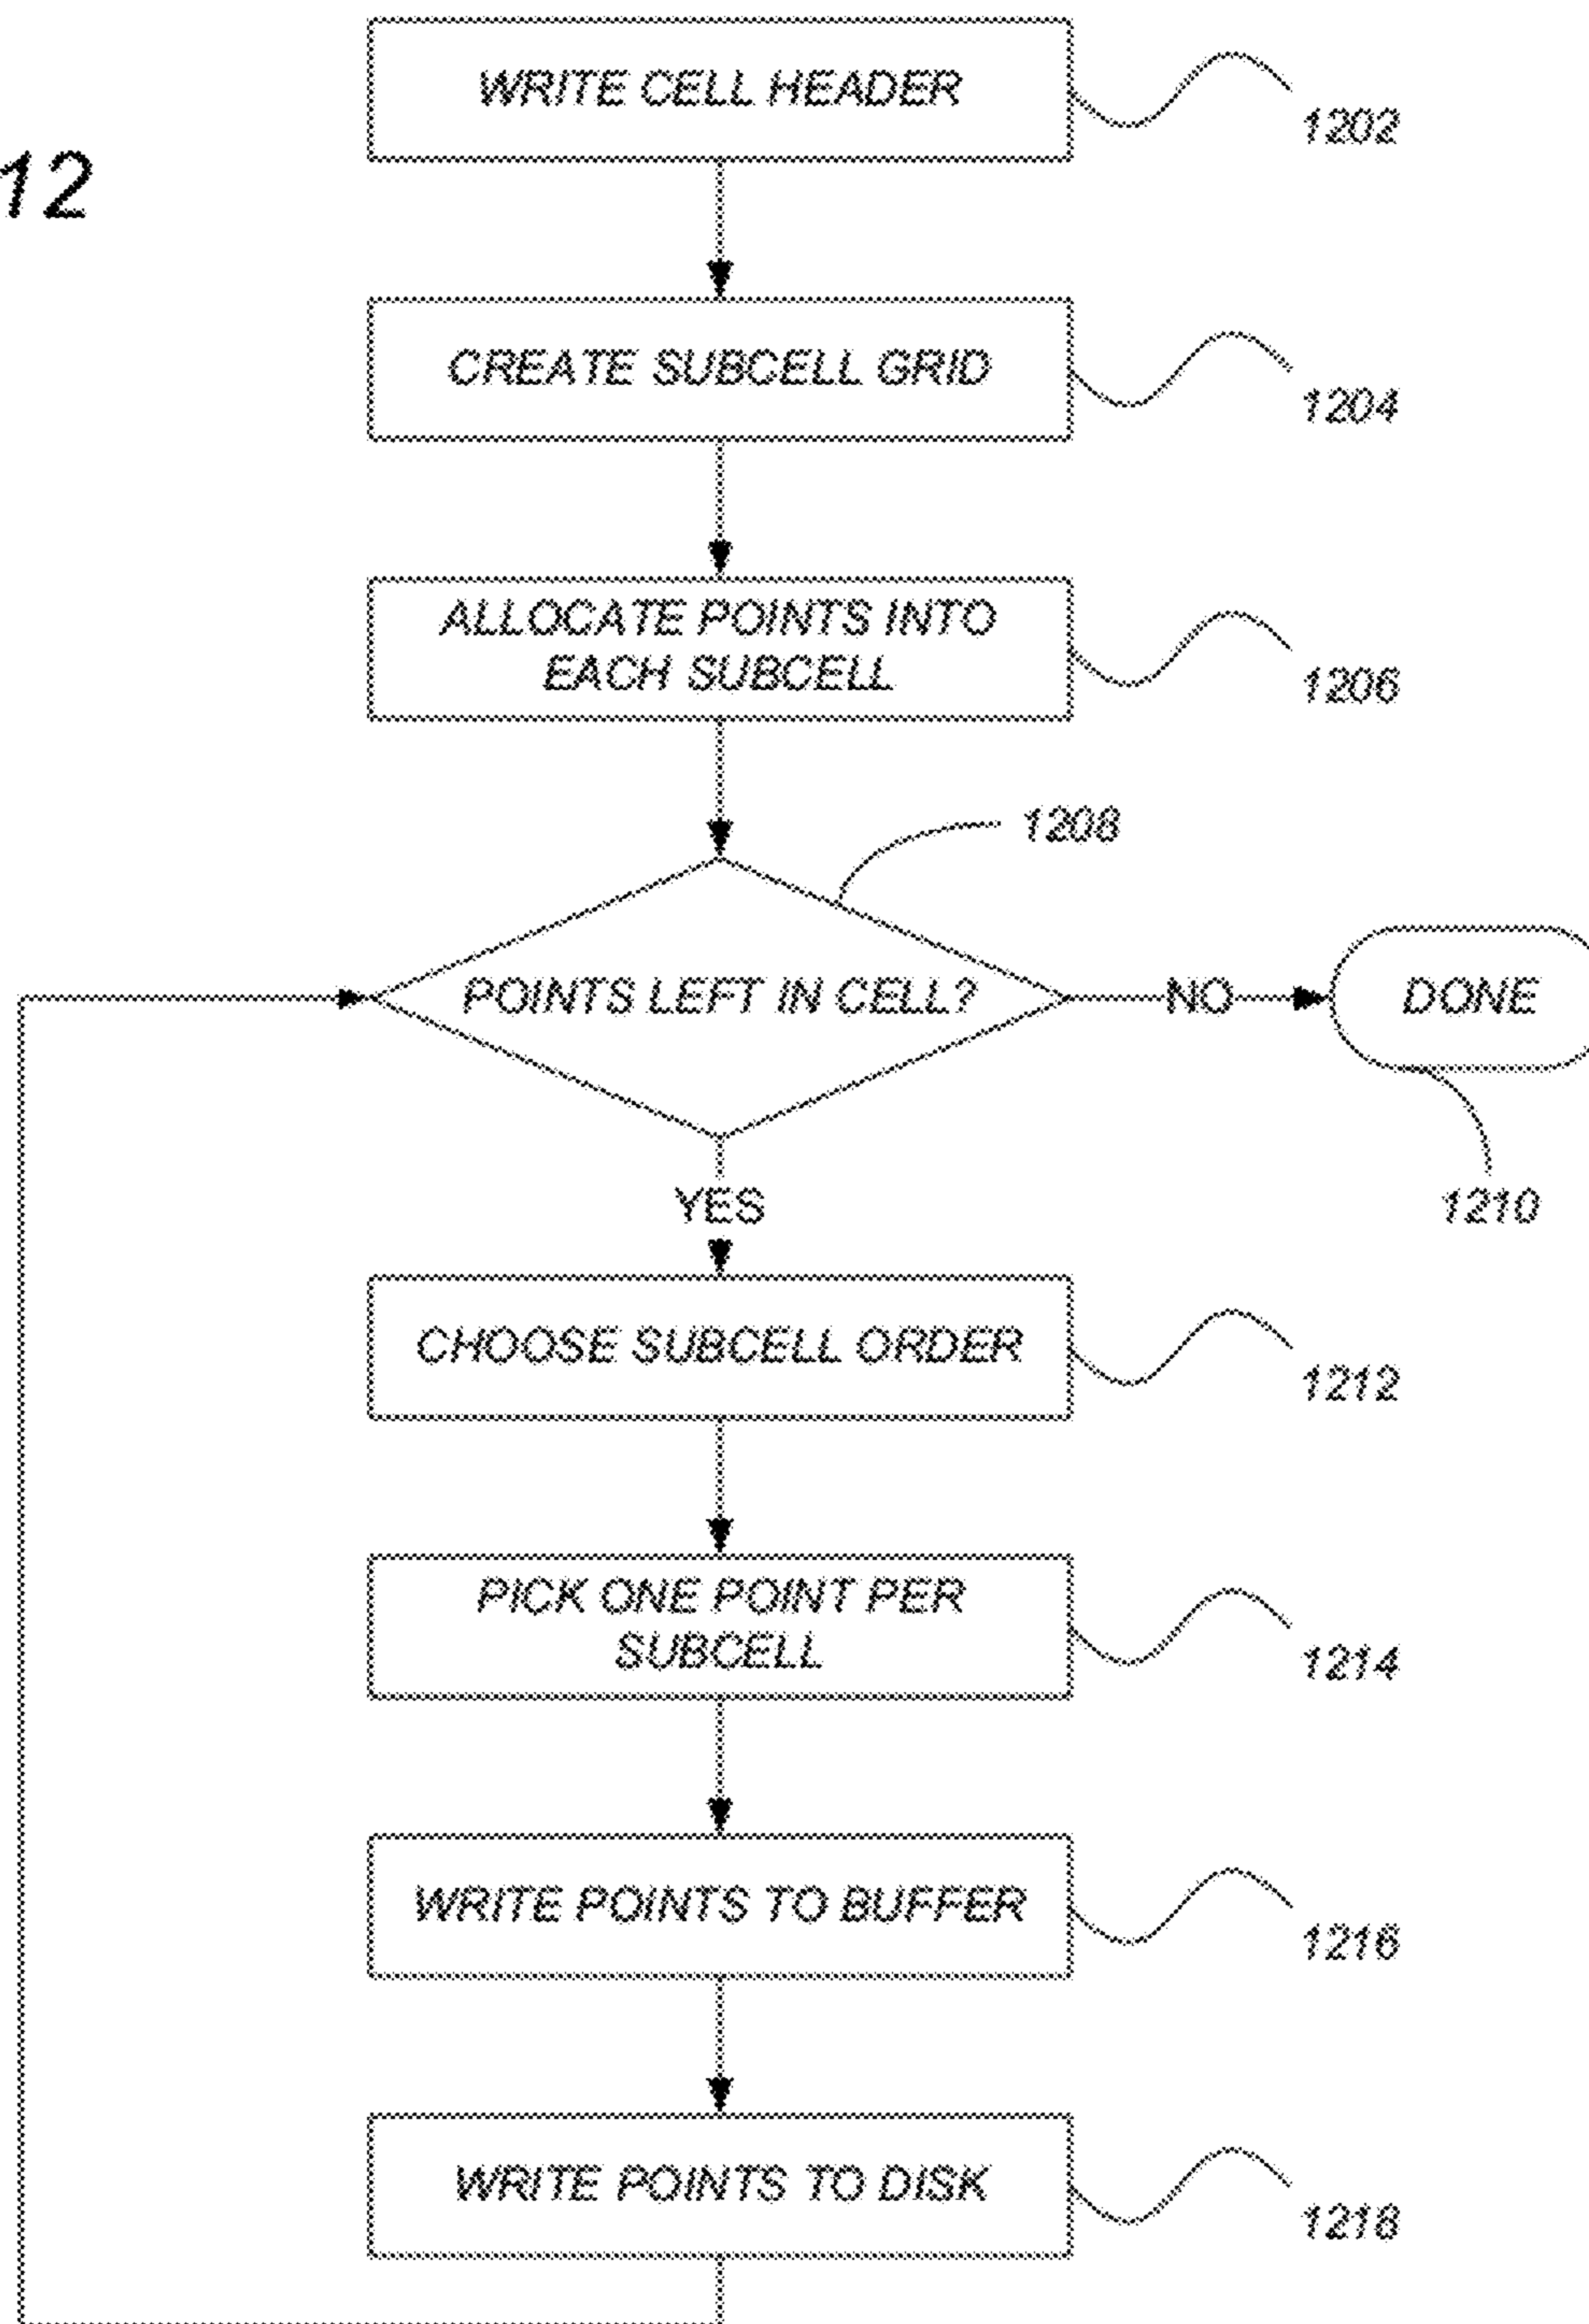 WRITE CELL HEADER
1202
12
CREATE SUBCELL GRID
1204
ALLOCATE POINTS INTO
EACH SUBCELL
1206
1208
POINTS LEFT IN CELL?
NO
DONE
YES
1210
CHOOSE SUBCELL ORDER
1212
PICK ONE POINT PER
SUBCELL
1214
WRITE POINTS TO BUFFER
1216
WRITE POINTS TO DISK
1218